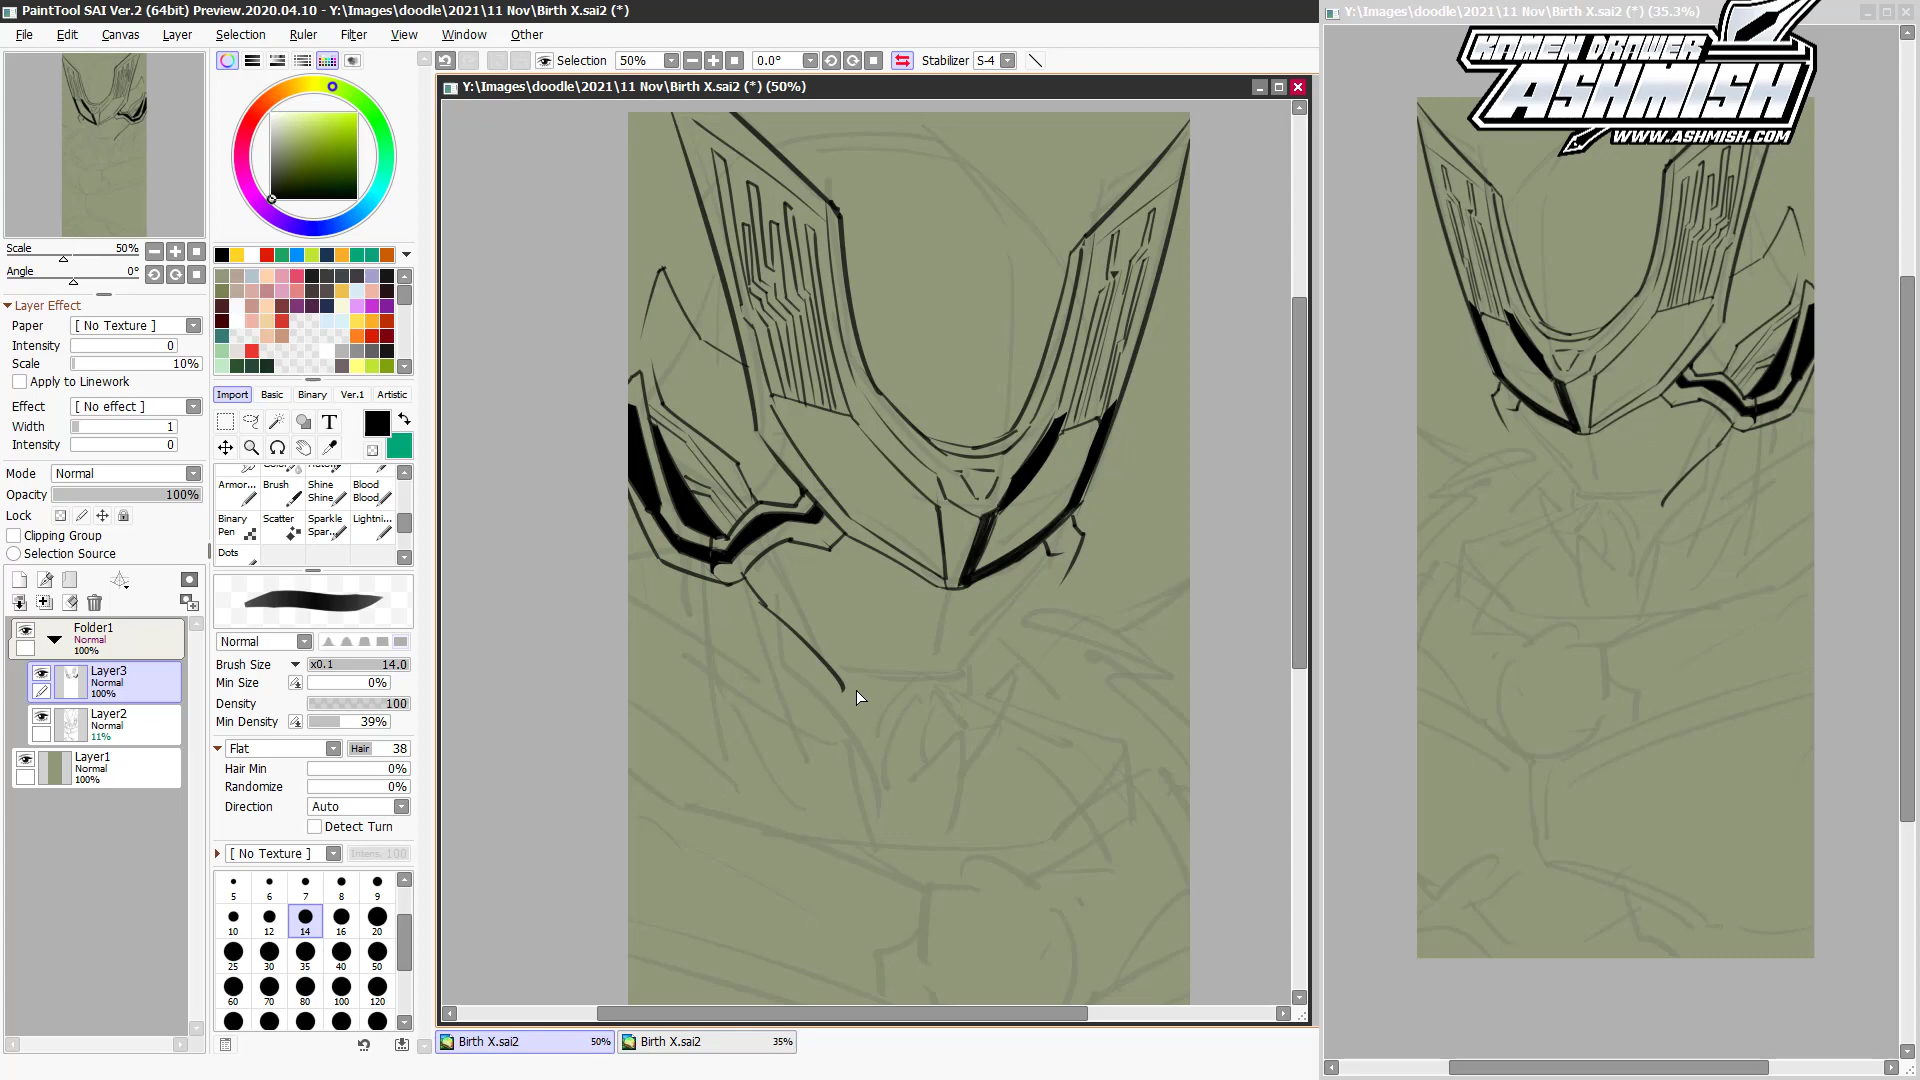 PaintTool SAI Ver.2 (64bit) Preview.2020.04.10 - Y:\Images\doodle\2021\11 Nov\Birth X.sai2 (*)
Y:\Images\doodle\2021\11 Nov\Birth X.sai2 (*) (35.3%)
File Edit Canvas Layer Selection Ruler Filter View Window Other
KAMEN DRAWER
ASHMISH
WWW.ASHMISH.COM
Selection 50% 0.0° Stabilizer S-4
Y:\Images\doodle\2021\11 Nov\Birth X.sai2 (*) (50%)
Scale 50%
Angle 0°
Layer Effect
Paper [ No Texture ]
Intensity 0
Scale 10%
Apply to Linework
Effect [ No effect ]
Width 1
Intensity 0
Mode Normal
Opacity 100%
Lock
Clipping Group
Selection Source
Folder1
Normal
100%
Layer3
Normal
100%
Layer2
Normal
11%
Layer1
Normal
100%
Import Basic Binary Ver.1 Artistic
T
Armor... Brush Shine Shine Blood Blood
Binary Pen Scatter Sparkle Spar... Lightni...
Dots
Normal
Brush Size x0.1 14.0
Min Size 0%
Density 100
Min Density 39%
Flat Hair 38
Hair Min 0%
Randomize 0%
Direction Auto
Detect Turn
[ No Texture ] Intens. 100
5 6 7 8 9
10 12 14 16 20
25 30 35 40 50
60 70 80 100 120
Birth X.sai2 50% Birth X.sai2 35%